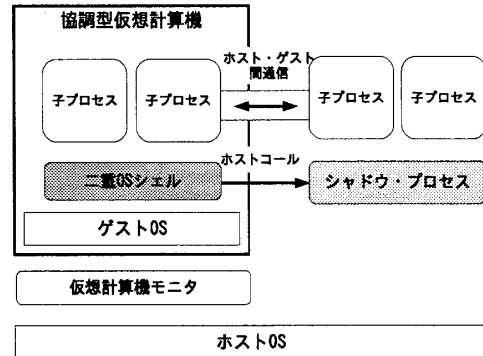 協調型仮想計算機
ホスト・ゲスト
間通信
子プロセス
子プロセス
子プロセス
子プロセス
二重OSシェル
ホストコール
シャドウ・プロセス
ゲストOS
仮想計算機モニタ
ホストOS